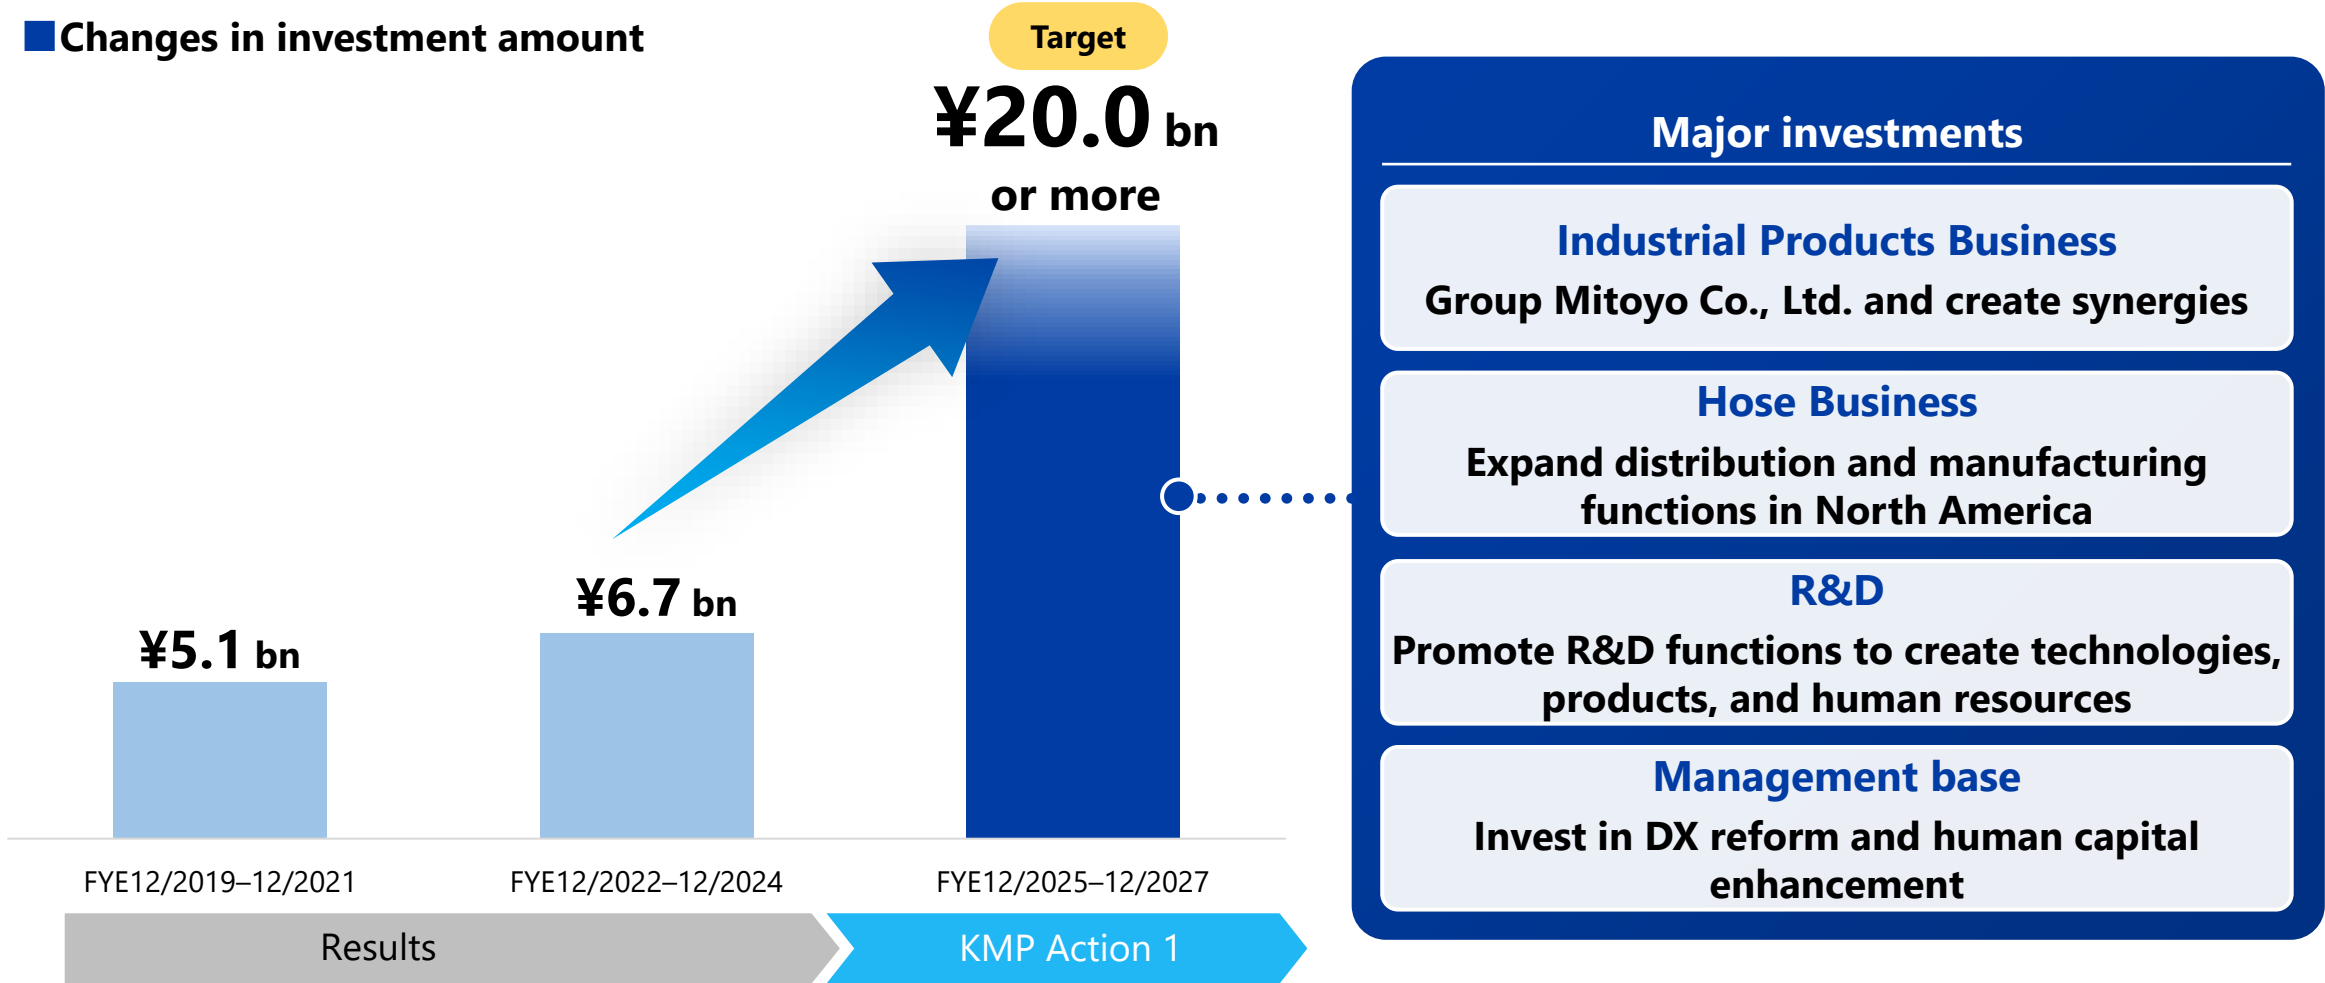 Changes in investment amount
Target
¥20.0 bn
or more
¥6.7 bn
¥5.1 bn
FYE12/2019–12/2021
FYE12/2022–12/2024
FYE12/2025–12/2027
Results
KMP Action 1
Major investments
Industrial Products Business
Group Mitoyo Co., Ltd. and create synergies
Hose Business
Expand distribution and manufacturing
functions in North America
R&D
Promote R&D functions to create technologies,
products, and human resources
Management base
Invest in DX reform and human capital
enhancement